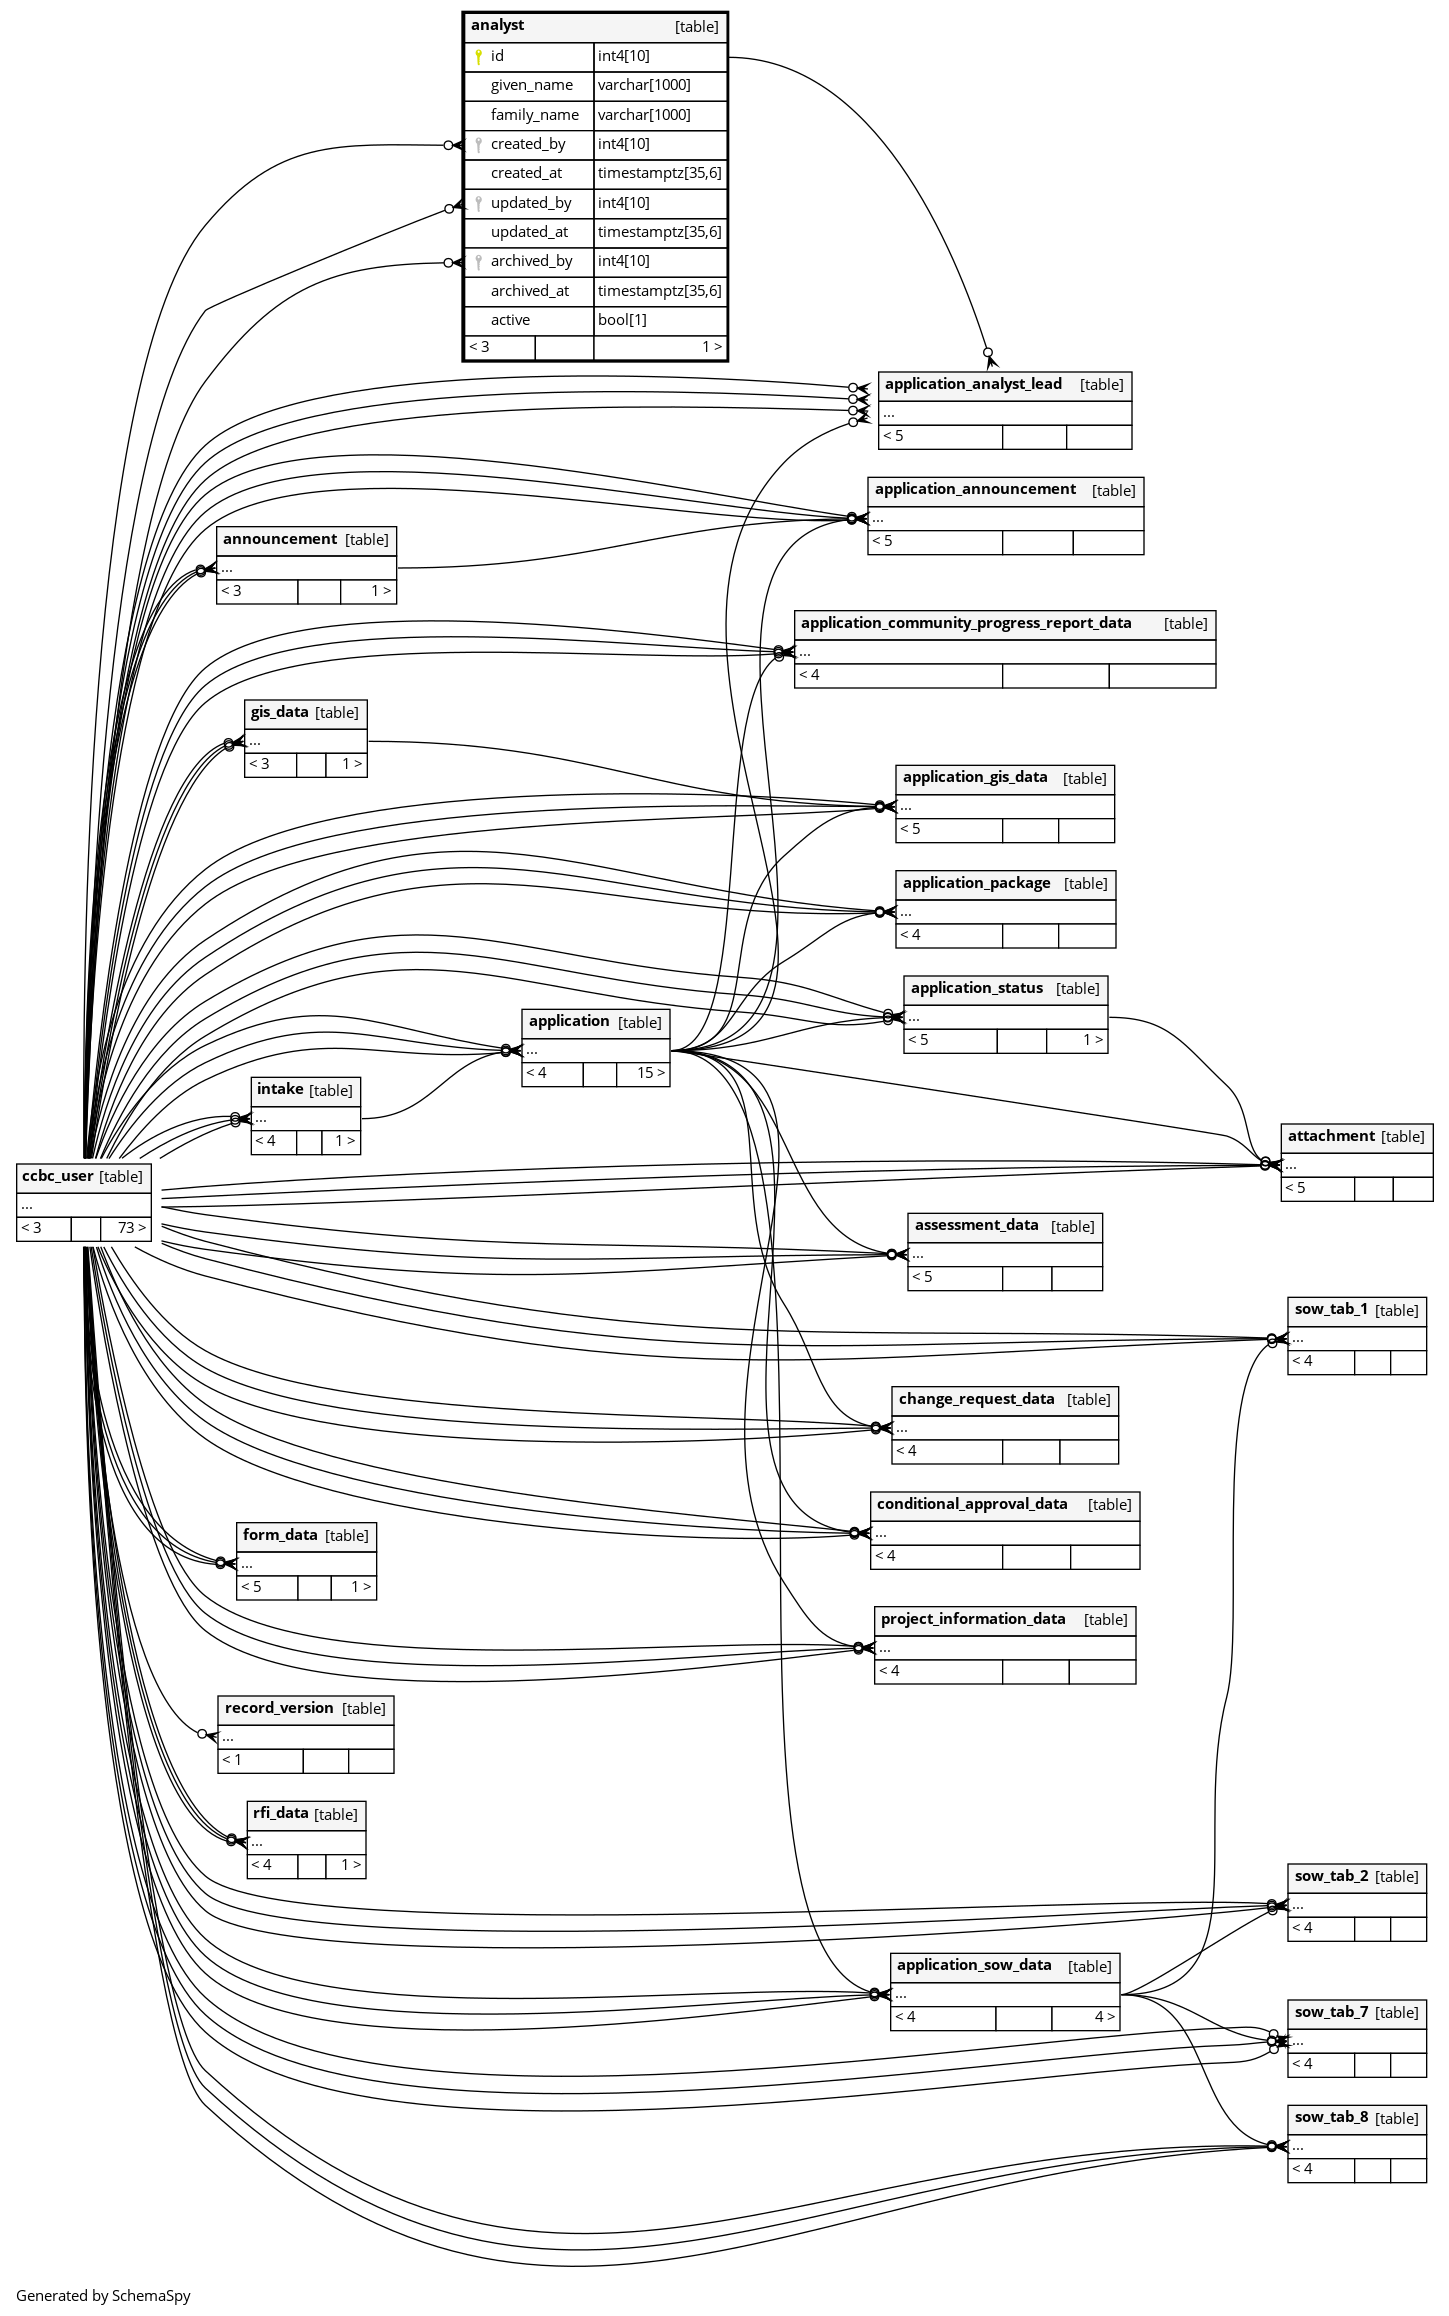 analyst [table]
id int4[10]
given_name varchar[1000]
family_name varchar[1000]
created_by int4[10]
created_at timestamptz[35,6]
updated_by int4[10]
updated_at timestamptz[35,6]
archived_by int4[10]
archived_at timestamptz[35,6]
active bool[1]
< 3 1 >
application_analyst_lead [table]
...
< 5
application_announcement [table]
...
< 5
announcement [table]
...
< 3 1 >
application_community_progress_report_data [table]
...
< 4
gis_data [table]
...
< 3 1 >
application_gis_data [table]
...
< 5
application_package [table]
...
< 4
application_status [table]
...
< 5 1 >
application [table]
...
< 4 15 >
intake [table]
...
< 4 1 >
attachment [table]
...
< 5
ccbc_user [table]
...
< 3 73 >
assessment_data [table]
...
< 5
sow_tab_1 [table]
...
< 4
change_request_data [table]
...
< 4
conditional_approval_data [table]
...
< 4
form_data [table]
...
< 5 1 >
project_information_data [table]
...
< 4
record_version [table]
...
< 1
rfi_data [table]
...
< 4 1 >
sow_tab_2 [table]
...
< 4
application_sow_data [table]
...
< 4 4 >
sow_tab_7 [table]
...
< 4
sow_tab_8 [table]
...
< 4
Generated by SchemaSpy